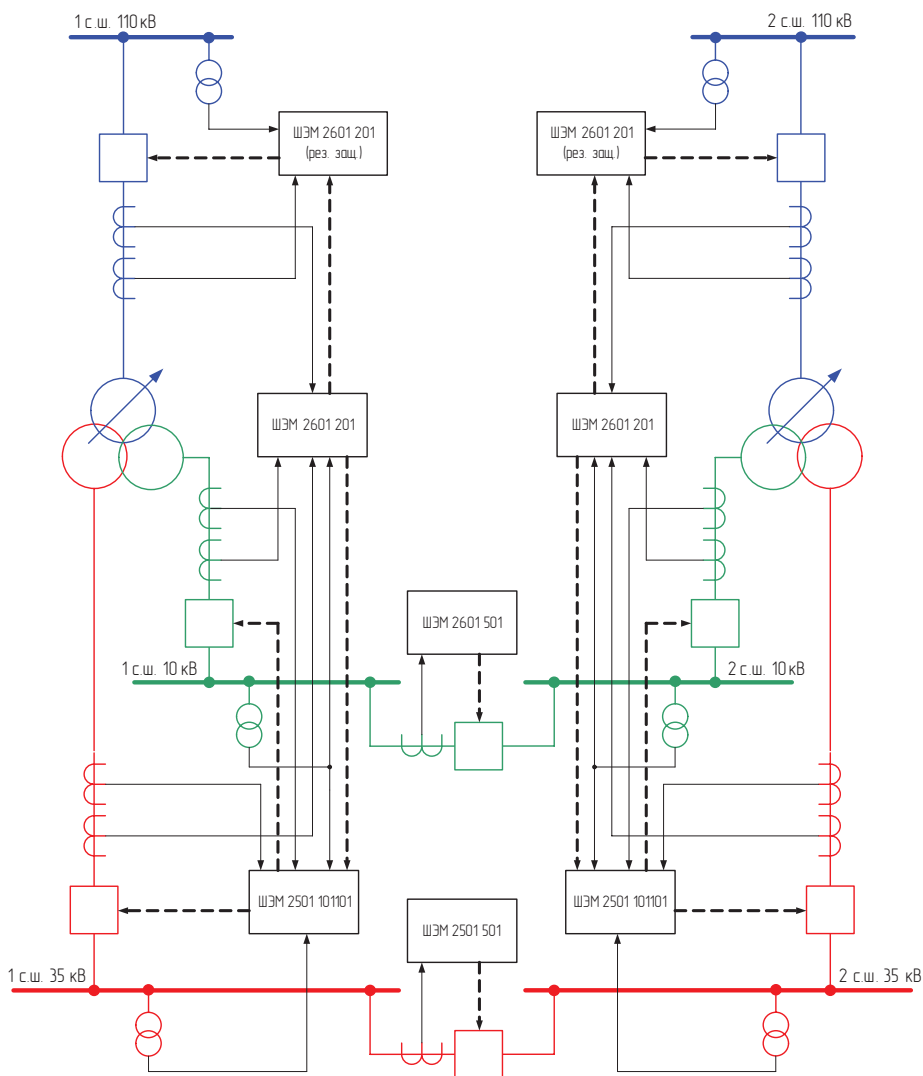 1 с.ш. 110 кВ
2 с.ш. 110 кВ
ШЭМ 2601 201
(рез. защ.)
ШЭМ 2601 201
(рез. защ.)
ШЭМ 2601 201
ШЭМ 2601 201
ШЭМ 2601 501
1 с.ш. 10 кВ
2 с.ш. 10 кВ
ШЭМ 2501 101101
ШЭМ 2501 501
ШЭМ 2501 101101
1 с.ш. 35 кВ
2 с.ш. 35 кВ